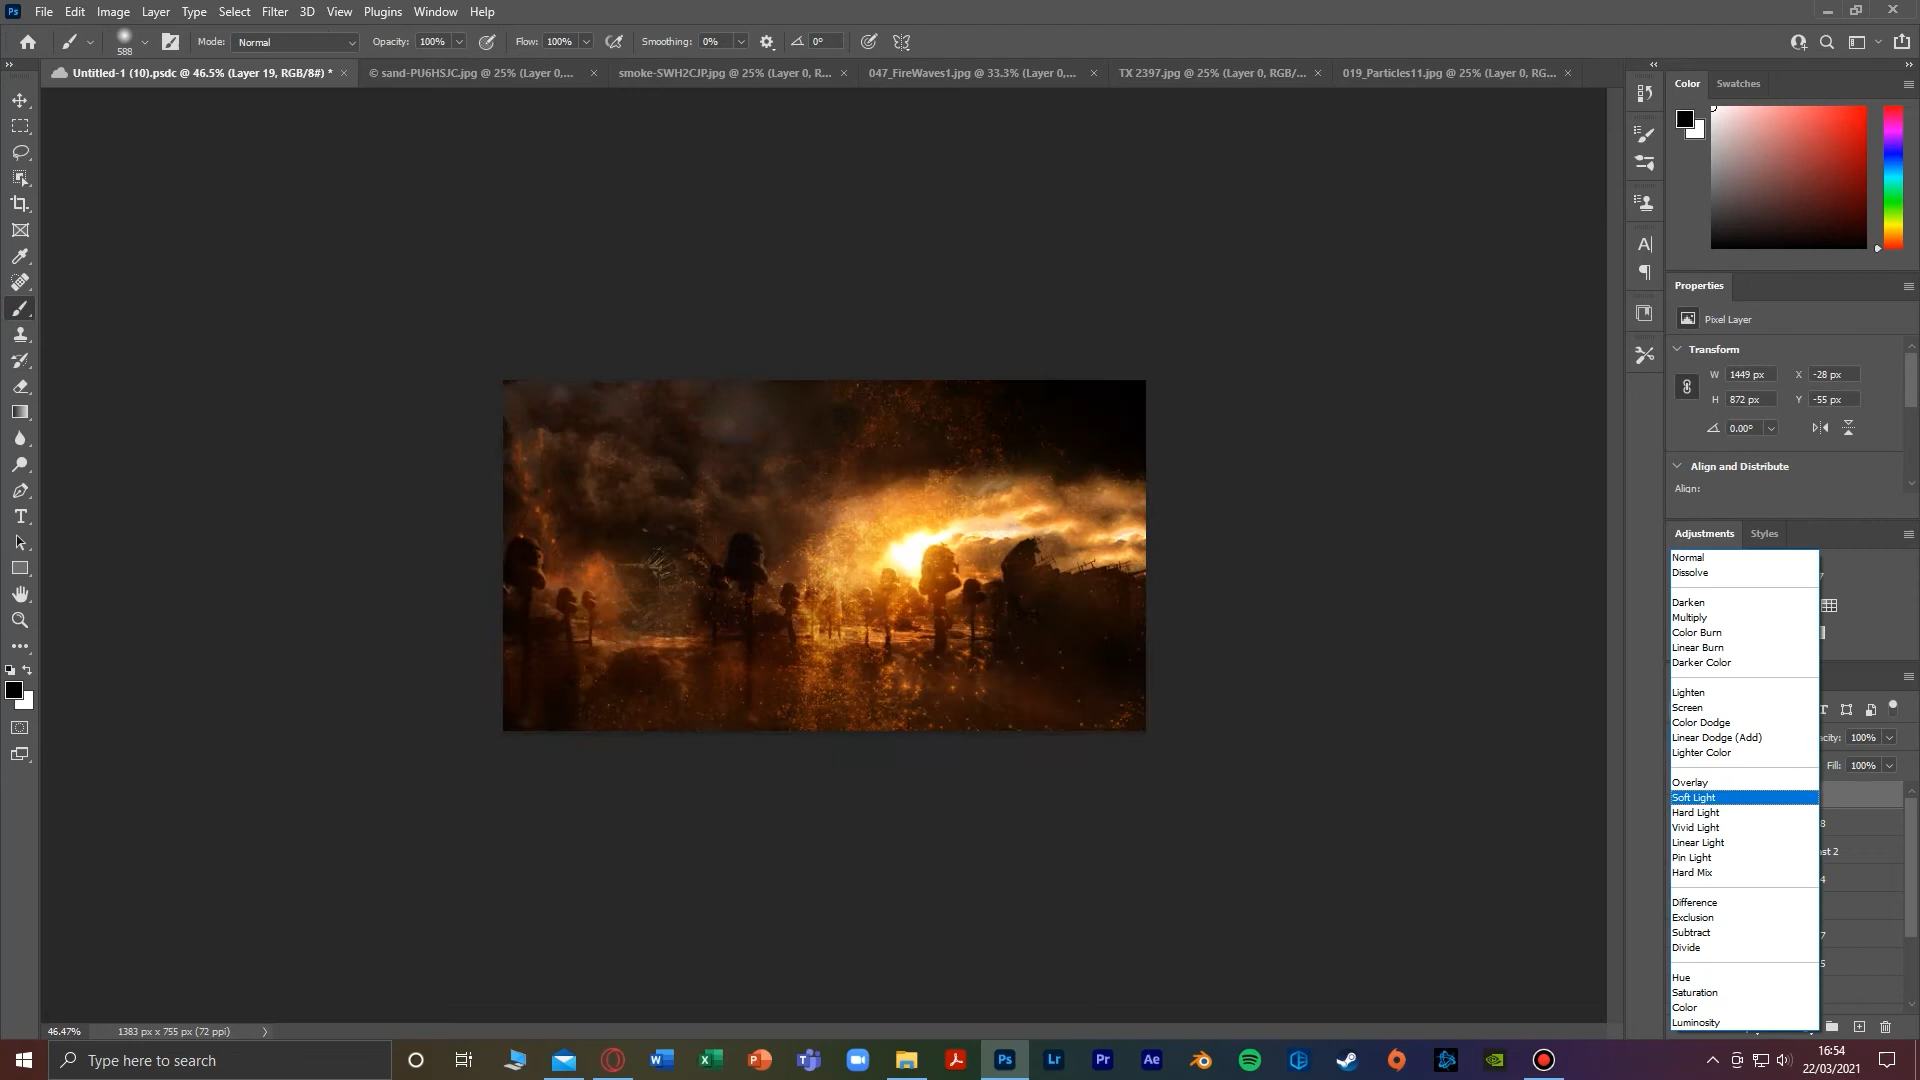 File Edit Image Layer Type Select Filter 3D View Plugins Window Help
588 Mode: Normal Opacity: 100% Flow: 100% Smoothing: 0% 0°
Untitled-1 (10).psdc @ 46.5% (Layer 19, RGB/8#) * © sand-PU6HSJC.jpg @ 25% (Layer 0,... smoke-SWH2CJP.jpg @ 25% (Layer 0, R... 047_FireWaves1.jpg @ 33.3% (Layer 0,... TX 2397.jpg @ 25% (Layer 0, RGB/... 019_Particles11.jpg @ 25% (Layer 0, RG...
Color Swatches
Properties
Pixel Layer
Transform
W 1449 px X -28 px
H 872 px Y -55 px
0.00°
Align and Distribute
Align:
Adjustments Styles
Normal
Dissolve
Darken
Multiply
Color Burn
Linear Burn
Darker Color
Lighten
Screen
Color Dodge
Linear Dodge (Add)
Lighter Color
Overlay
Soft Light
Hard Light
Vivid Light
Linear Light
Pin Light
Hard Mix
Difference
Exclusion
Subtract
Divide
Hue
Saturation
Color
Luminosity
acity: 100%
Fill: 100%
8
ast 2
4
7
5
46.47% 1383 px x 755 px (72 ppi)
Type here to search
16:54
22/03/2021